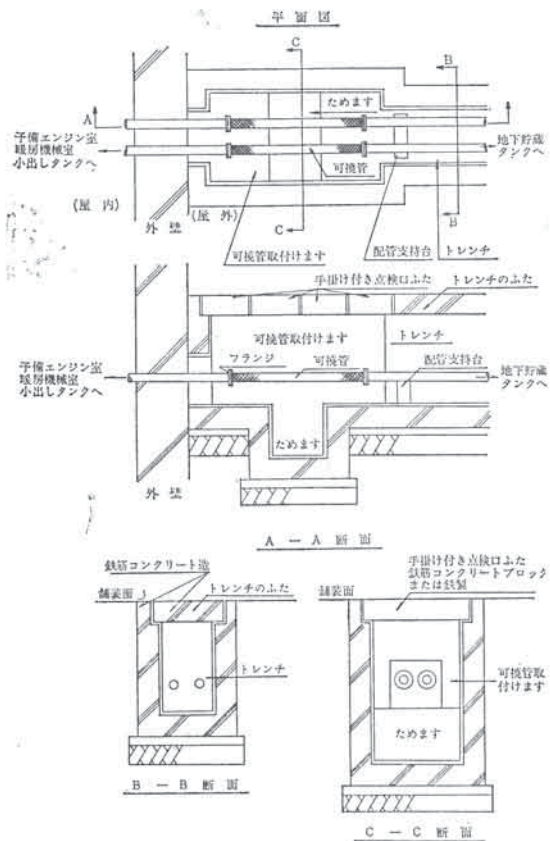 平面図
C
B
A
ためます
予備エンジン室
暖房機械室
小出しタンクへ
地下貯蔵
タンクへ
可撓管
(屋内)
外壁
(屋外)
C
B
可撓管取付けます
配管支持台
トレンチ
手掛け付き点検口ふた
トレンチのふた
可撓管取付けます
トレンチ
予備エンジン室
暖房機械室
小出しタンクへ
フランジ
可撓管
配管支持台
地下貯蔵
タンクへ
ためます
外壁
A—A断面
鉄筋コンクリート造
舗装面
トレンチのふた
トレンチ
B—B断面
手掛け付き点検口ふた
鉄筋コンクリートブロック
または鉄製
舗装面
可撓管取
付けます
ためます
C—C断面